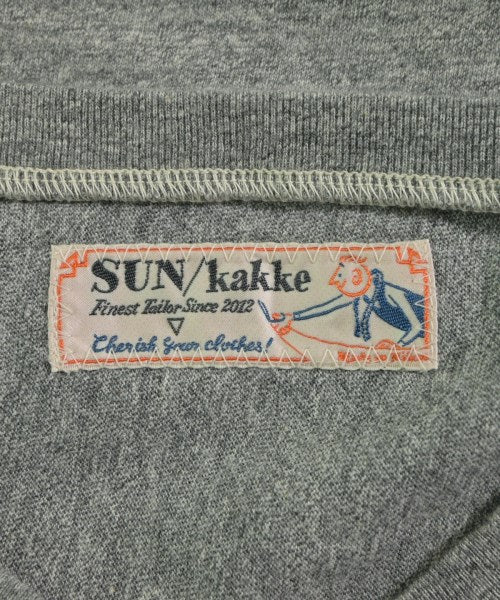 SUN/kakke
Finest Tailor Since 2012
Cherish your clothes!